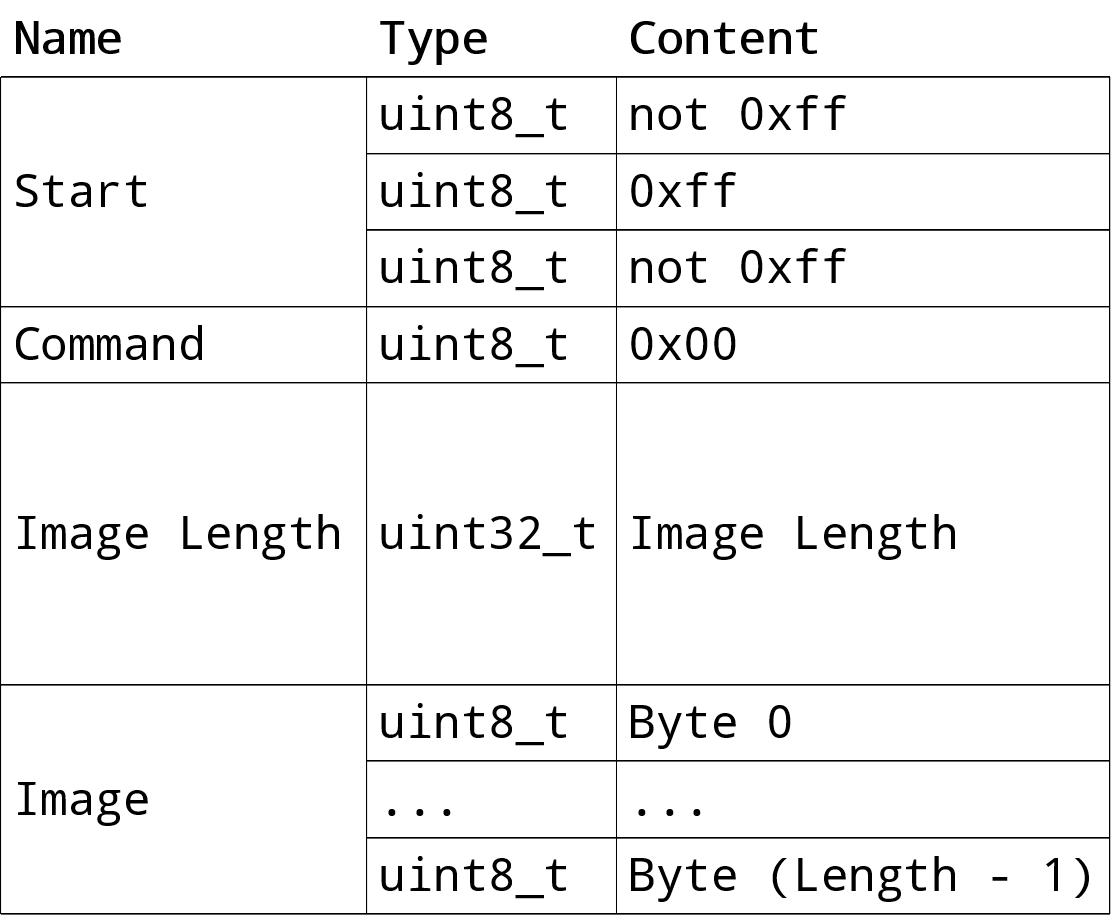 Name Type Content
Start
uint8_t not 0xff
uint8_t 0xff
uint8_t not 0xff
Command uint8_t 0x00
Image Length uint32_t Image Length
Image
uint8_t Byte 0
... ...
uint8_t Byte (Length - 1)